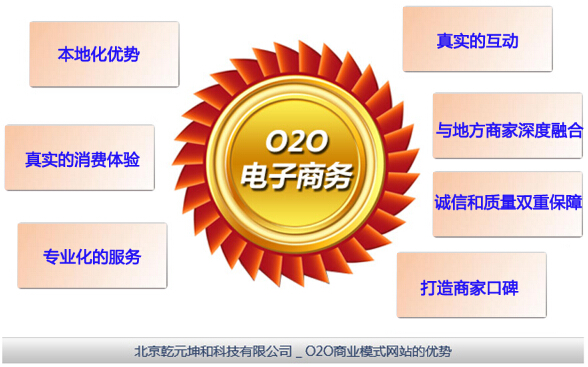 本地化优势
真实的互动
O2O
电子商务
与地方商家深度融合
真实的消费体验
诚信和质量双重保障
专业化的服务
打造商家口碑
北京乾元坤和科技有限公司 _ O2O商业模式网站的优势